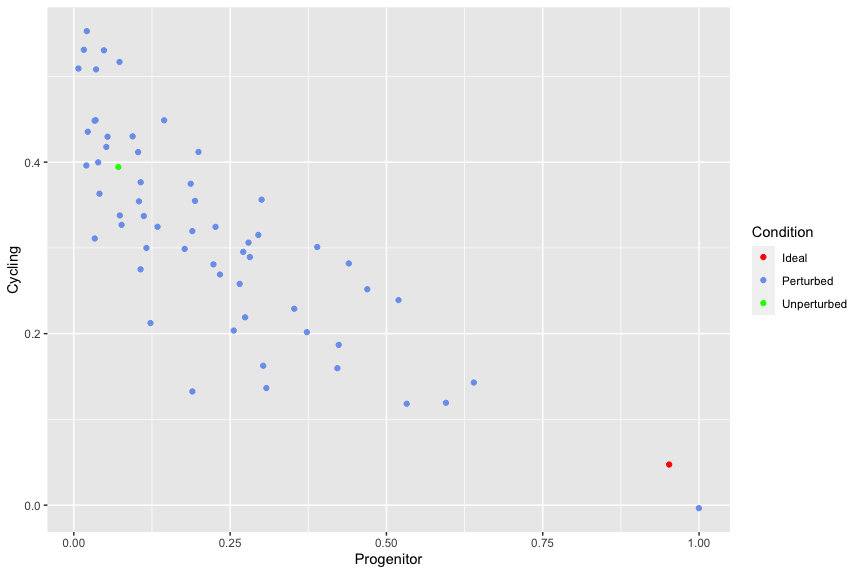 Cycling
0.4
0.2
0.0
0.00 0.25 0.50 0.75 1.00
Progenitor
Condition
Ideal
Perturbed
Unperturbed